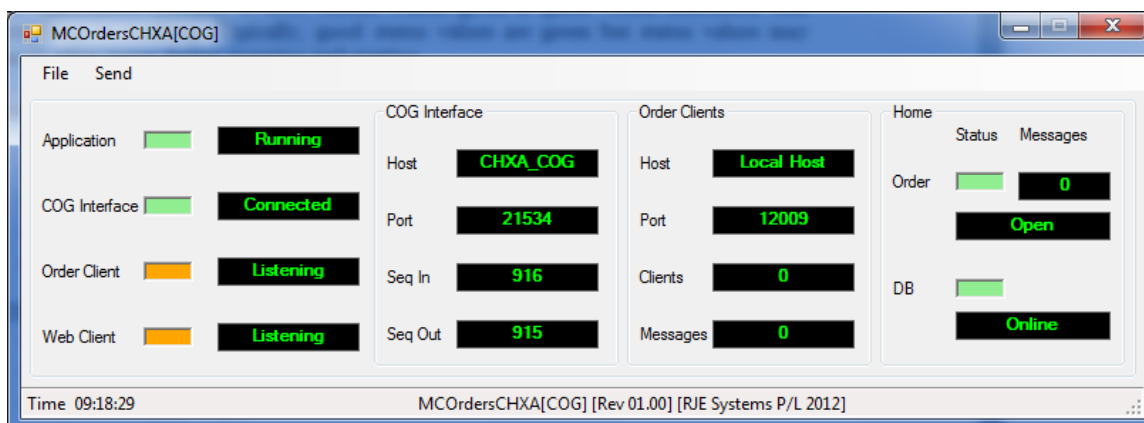 MCOrdersCHXA[COG]
File Send
Application Running
COG Interface Connected
Order Client Listening
Web Client Listening
COG Interface
Host CHXA_COG
Port 21534
Seq In 916
Seq Out 915
Order Clients
Host Local Host
Port 12009
Clients 0
Messages 0
Home
Status Messages
Order 0
Open
DB
Online
Time 09:18:29 MCOrdersCHXA[COG] [Rev 01.00] [RJE Systems P/L 2012]